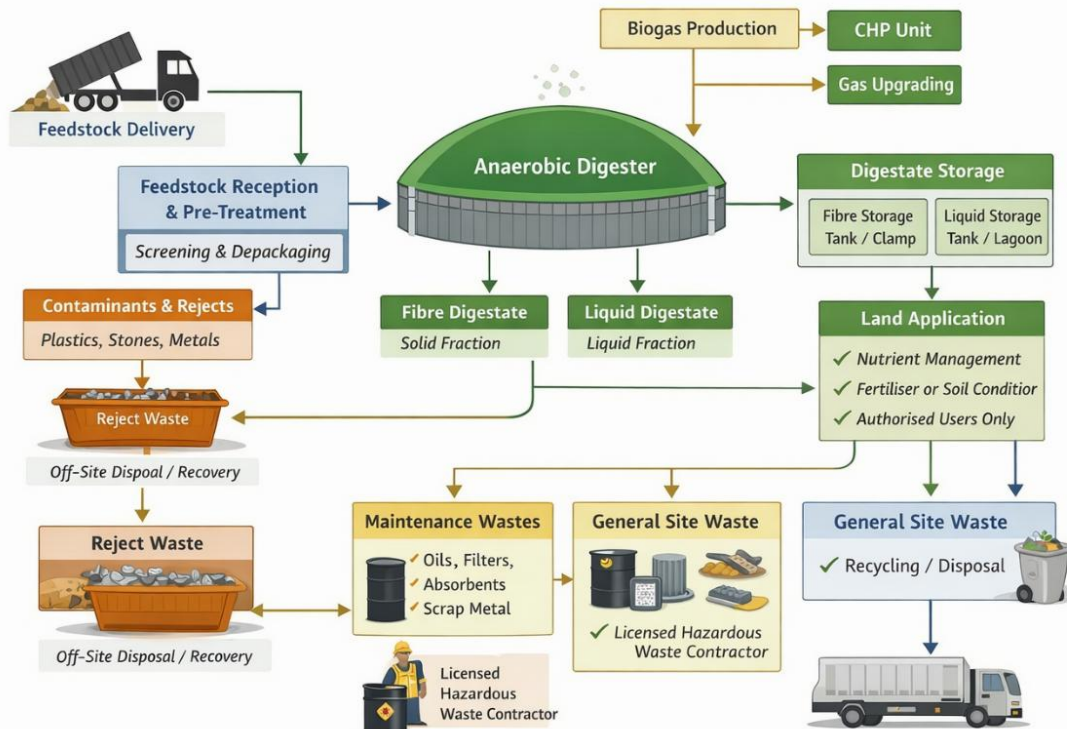 Biogas Production
CHP Unit
Gas Upgrading
Feedstock Delivery
Anaerobic Digester
Feedstock Reception
& Pre-Treatment
Screening & Depackaging
Digestate Storage
Fibre Storage
Tank / Clamp
Liquid Storage
Tank / Lagoon
Contaminants & Rejects
Plastics, Stones, Metals
Fibre Digestate
Solid Fraction
Liquid Digestate
Liquid Fraction
Land Application
✓ Nutrient Management
✓ Fertiliser or Soil Conditior
✓ Authorised Users Only
Reject Waste
Off-Site Dispoal / Recovery
Reject Waste
Off-Site Disposal / Recovery
Maintenance Wastes
✓ Oils, Filters,
✓ Absorbents
✓ Scrap Metal
General Site Waste
✓ Licensed Hazardous
Waste Contractor
General Site Waste
✓ Recycling / Disposal
Licensed
Hazardous
Waste Contractor